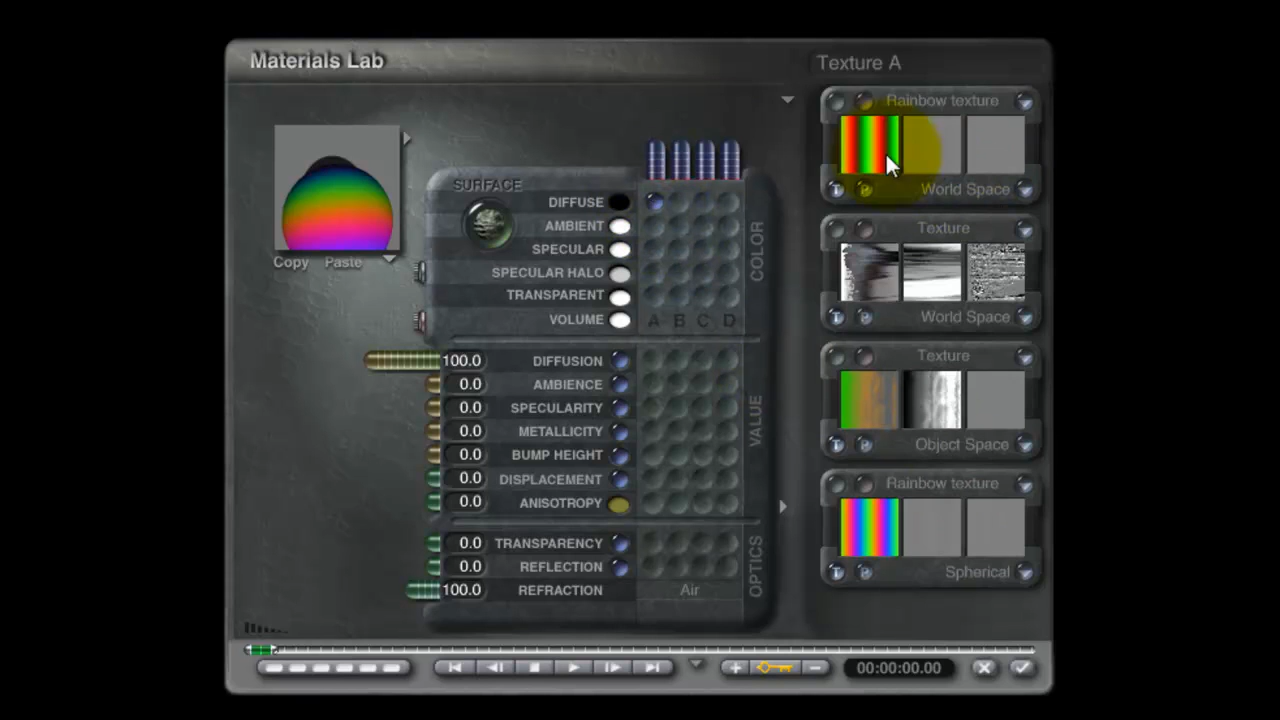 Materials Lab
Texture A
Rainbow texture
World Space
Texture
World Space
Texture
Object Space
Rainbow texture
Spherical
Copy Paste
SURFACE
DIFFUSE
AMBIENT
SPECULAR
SPECULAR HALO
TRANSPARENT
VOLUME
A B C D
COLOR
100.0 DIFFUSION
0.0 AMBIENCE
0.0 SPECULARITY
0.0 METALLICITY
0.0 BUMP HEIGHT
0.0 DISPLACEMENT
0.0 ANISOTROPY
VALUE
0.0 TRANSPARENCY
0.0 REFLECTION
100.0 REFRACTION Air
OPTICS
T P
T P
T P
T P
00:00:00.00